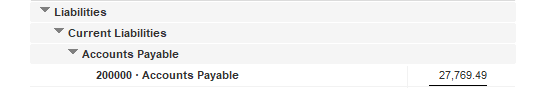 Liabilities
Current Liabilities
Accounts Payable
200000 · Accounts Payable 27,769.49